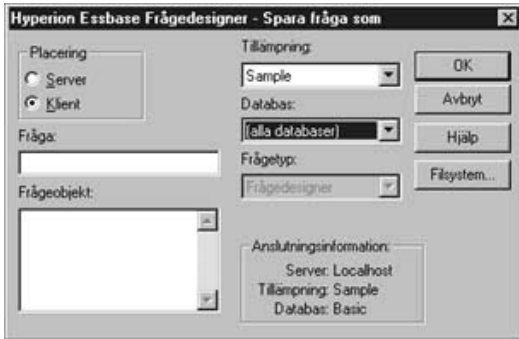 Hyperion Essbase Frågedesigner - Spara fråga som
Placering
Server
Klient
Fråga:
Frågeobjekt:
Tillämpning:
Sample
Databas:
(alla databaser)
Frågetyp:
Frågedesigner
Anslutningsinformation:
Server: Localhost
Tillämpning: Sample
Databas: Basic
OK
Avbryt
Hjälp
Filsystem...